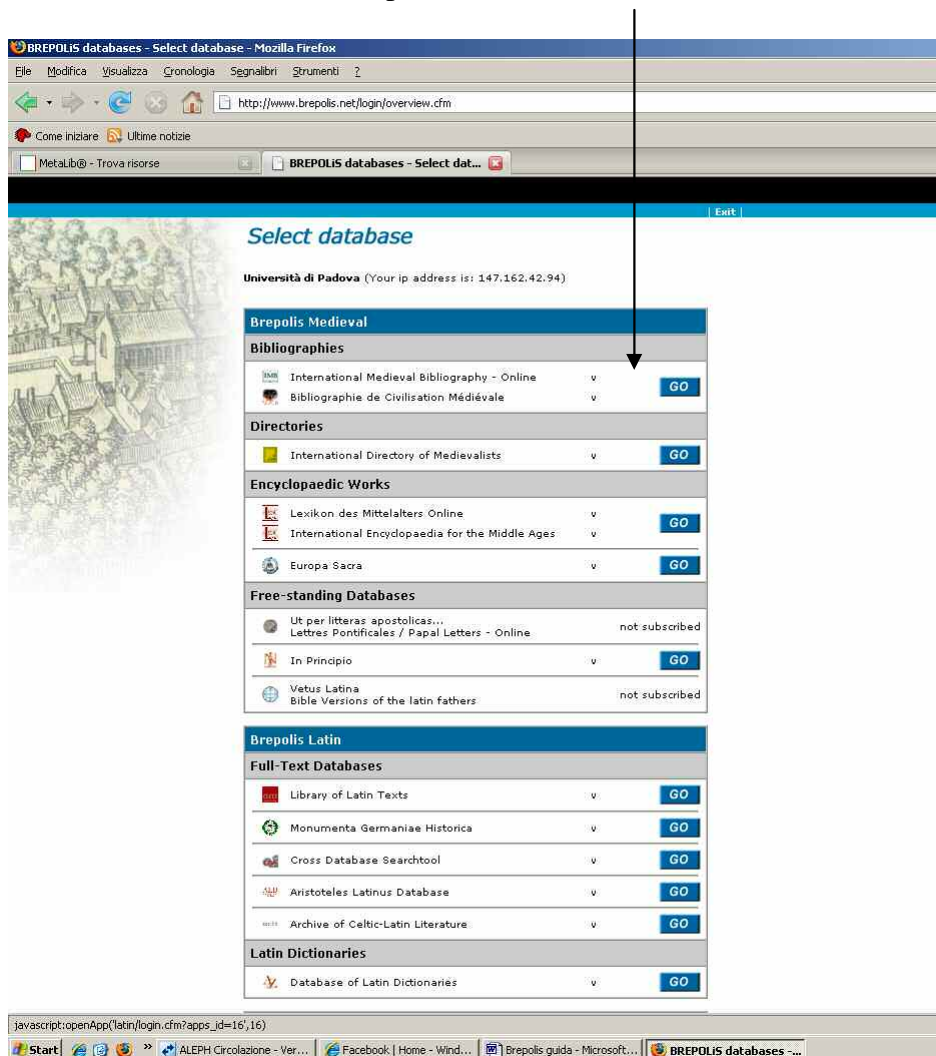 BREPOLiS databases - Select database - Mozilla Firefox
File Modifica Visualizza Cronologia Segnalibri Strumenti ?
http://www.brepolis.net/login/overview.cfm
Come iniziare Ultime notizie
MetaLib® - Trova risorse BREPOLiS databases - Select dat...
| Exit |
Select database
Università di Padova (Your ip address is: 147.162.42.94)
Brepolis Medieval
Bibliographies
International Medieval Bibliography - Online v
GO
Bibliographie de Civilisation Médiévale v
Directories
International Directory of Medievalists v GO
Encyclopaedic Works
Lexikon des Mittelalters Online v
GO
International Encyclopaedia for the Middle Ages v
Europa Sacra v GO
Free-standing Databases
Ut per litteras apostolicas...
Lettres Pontificales / Papal Letters - Online not subscribed
In Principio v GO
Vetus Latina
Bible Versions of the latin fathers not subscribed
Brepolis Latin
Full-Text Databases
Library of Latin Texts v GO
Monumenta Germaniae Historica v GO
Cross Database Searchtool v GO
Aristoteles Latinus Database v GO
Archive of Celtic-Latin Literature v GO
Latin Dictionaries
Database of Latin Dictionaries v GO
javascript:openApp('latin/login.cfm?apps_id=16',16)
Start » ALEPH Circolazione - Ver... Facebook | Home - Wind... Brepolis guida - Microsoft... BREPOLiS databases -...